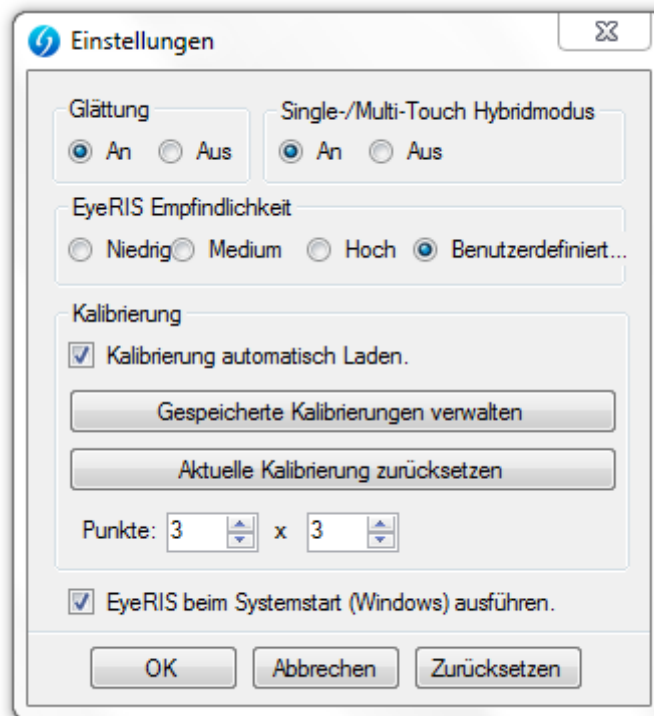 Einstellungen
Glättung
An Aus
Single-/Multi-Touch Hybridmodus
An Aus
EyeRIS Empfindlichkeit
Niedrig Medium Hoch Benutzerdefiniert...
Kalibrierung
Kalibrierung automatisch Laden.
Gespeicherte Kalibrierungen verwalten
Aktuelle Kalibrierung zurücksetzen
Punkte: 3 x 3
EyeRIS beim Systemstart (Windows) ausführen.
OK Abbrechen Zurücksetzen